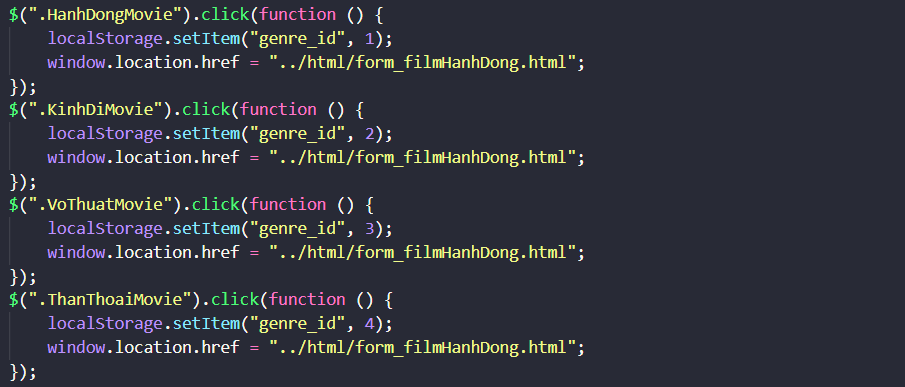 $(".HanhDongMovie").click(function () {
    localStorage.setItem("genre_id", 1);
    window.location.href = "../html/form_filmHanhDong.html";
});
$(".KinhDiMovie").click(function () {
    localStorage.setItem("genre_id", 2);
    window.location.href = "../html/form_filmHanhDong.html";
});
$(".VoThuatMovie").click(function () {
    localStorage.setItem("genre_id", 3);
    window.location.href = "../html/form_filmHanhDong.html";
});
$(".ThanThoaiMovie").click(function () {
    localStorage.setItem("genre_id", 4);
    window.location.href = "../html/form_filmHanhDong.html";
});